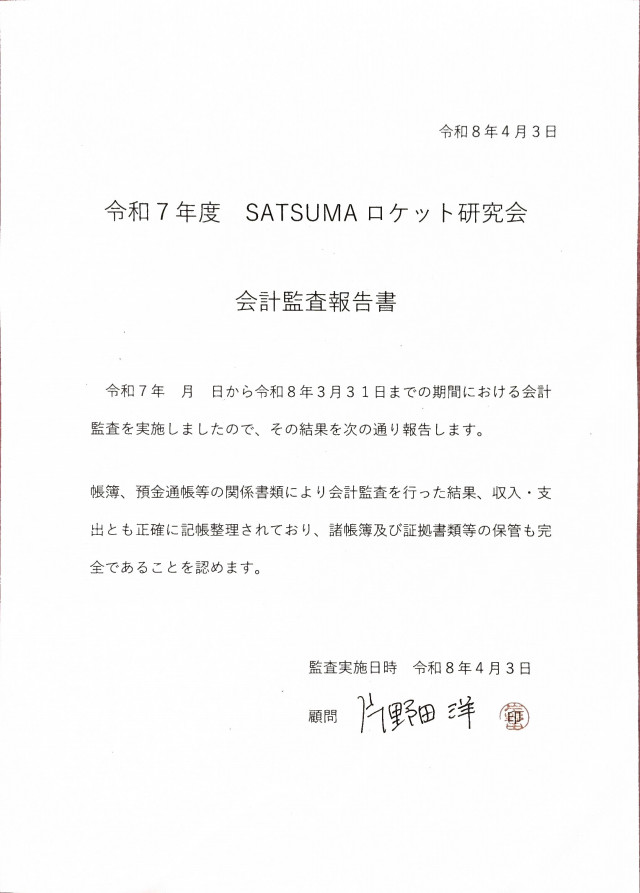 令和８年４月３日
令和７年度　SATSUMA ロケット研究会
会計監査報告書
令和７年　月　日から令和８年３月３１日までの期間における会計
監査を実施しましたので、その結果を次の通り報告します。
帳簿、預金通帳等の関係書類により会計監査を行った結果、収入・支
出とも正確に記帳整理されており、諸帳簿及び証拠書類等の保管も完
全であることを認めます。
監査実施日時　令和８年４月３日
顧問　片野田 洋　印